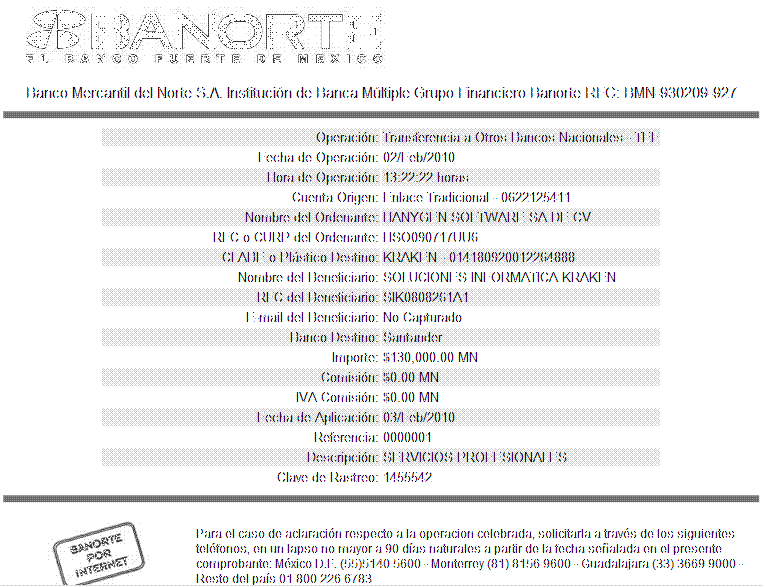 BANORTE
EL BANCO FUERTE DE MEXICO
Banco Mercantil del Norte S.A. Institución de Banca Múltiple Grupo Financiero Banorte RFC: BMN-930209-927
Operación: Transferencia a Otros Bancos Nacionales - TEF
Fecha de Operación: 02/Feb/2010
Hora de Operación: 13:22:22 horas
Cuenta Origen: Enlace Tradicional - 0622125411
Nombre del Ordenante: HANYGEN SOFTWARE SA DE CV
RFC o CURP del Ordenante: HSO090717UU6
CLABE o Plástico Destino: KRAKEN - 014180920012264888
Nombre del Beneficiario: SOLUCIONES INFORMATICA KRAKEN
RFC del Beneficiario: SIK0808261A1
E-mail del Beneficiario: No Capturado
Banco Destino: Santander
Importe: $130,000.00 MN
Comisión: $0.00 MN
IVA Comisión: $0.00 MN
Fecha de Aplicación: 03/Feb/2010
Referencia: 0000001
Descripción: SERVICIOS PROFESIONALES
Clave de Rastreo: 1455542
BANORTE
POR
INTERNET
Para el caso de aclaración respecto a la operacion celebrada, solicitarla a través de los siguientes
teléfonos, en un lapso no mayor a 90 días naturales a partir de la fecha señalada en el presente
comprobante: México D.F. (55)5140 5600 - Monterrey (81) 8156 9600 - Guadalajara (33) 3669 9000 -
Resto del país 01 800 226 6783